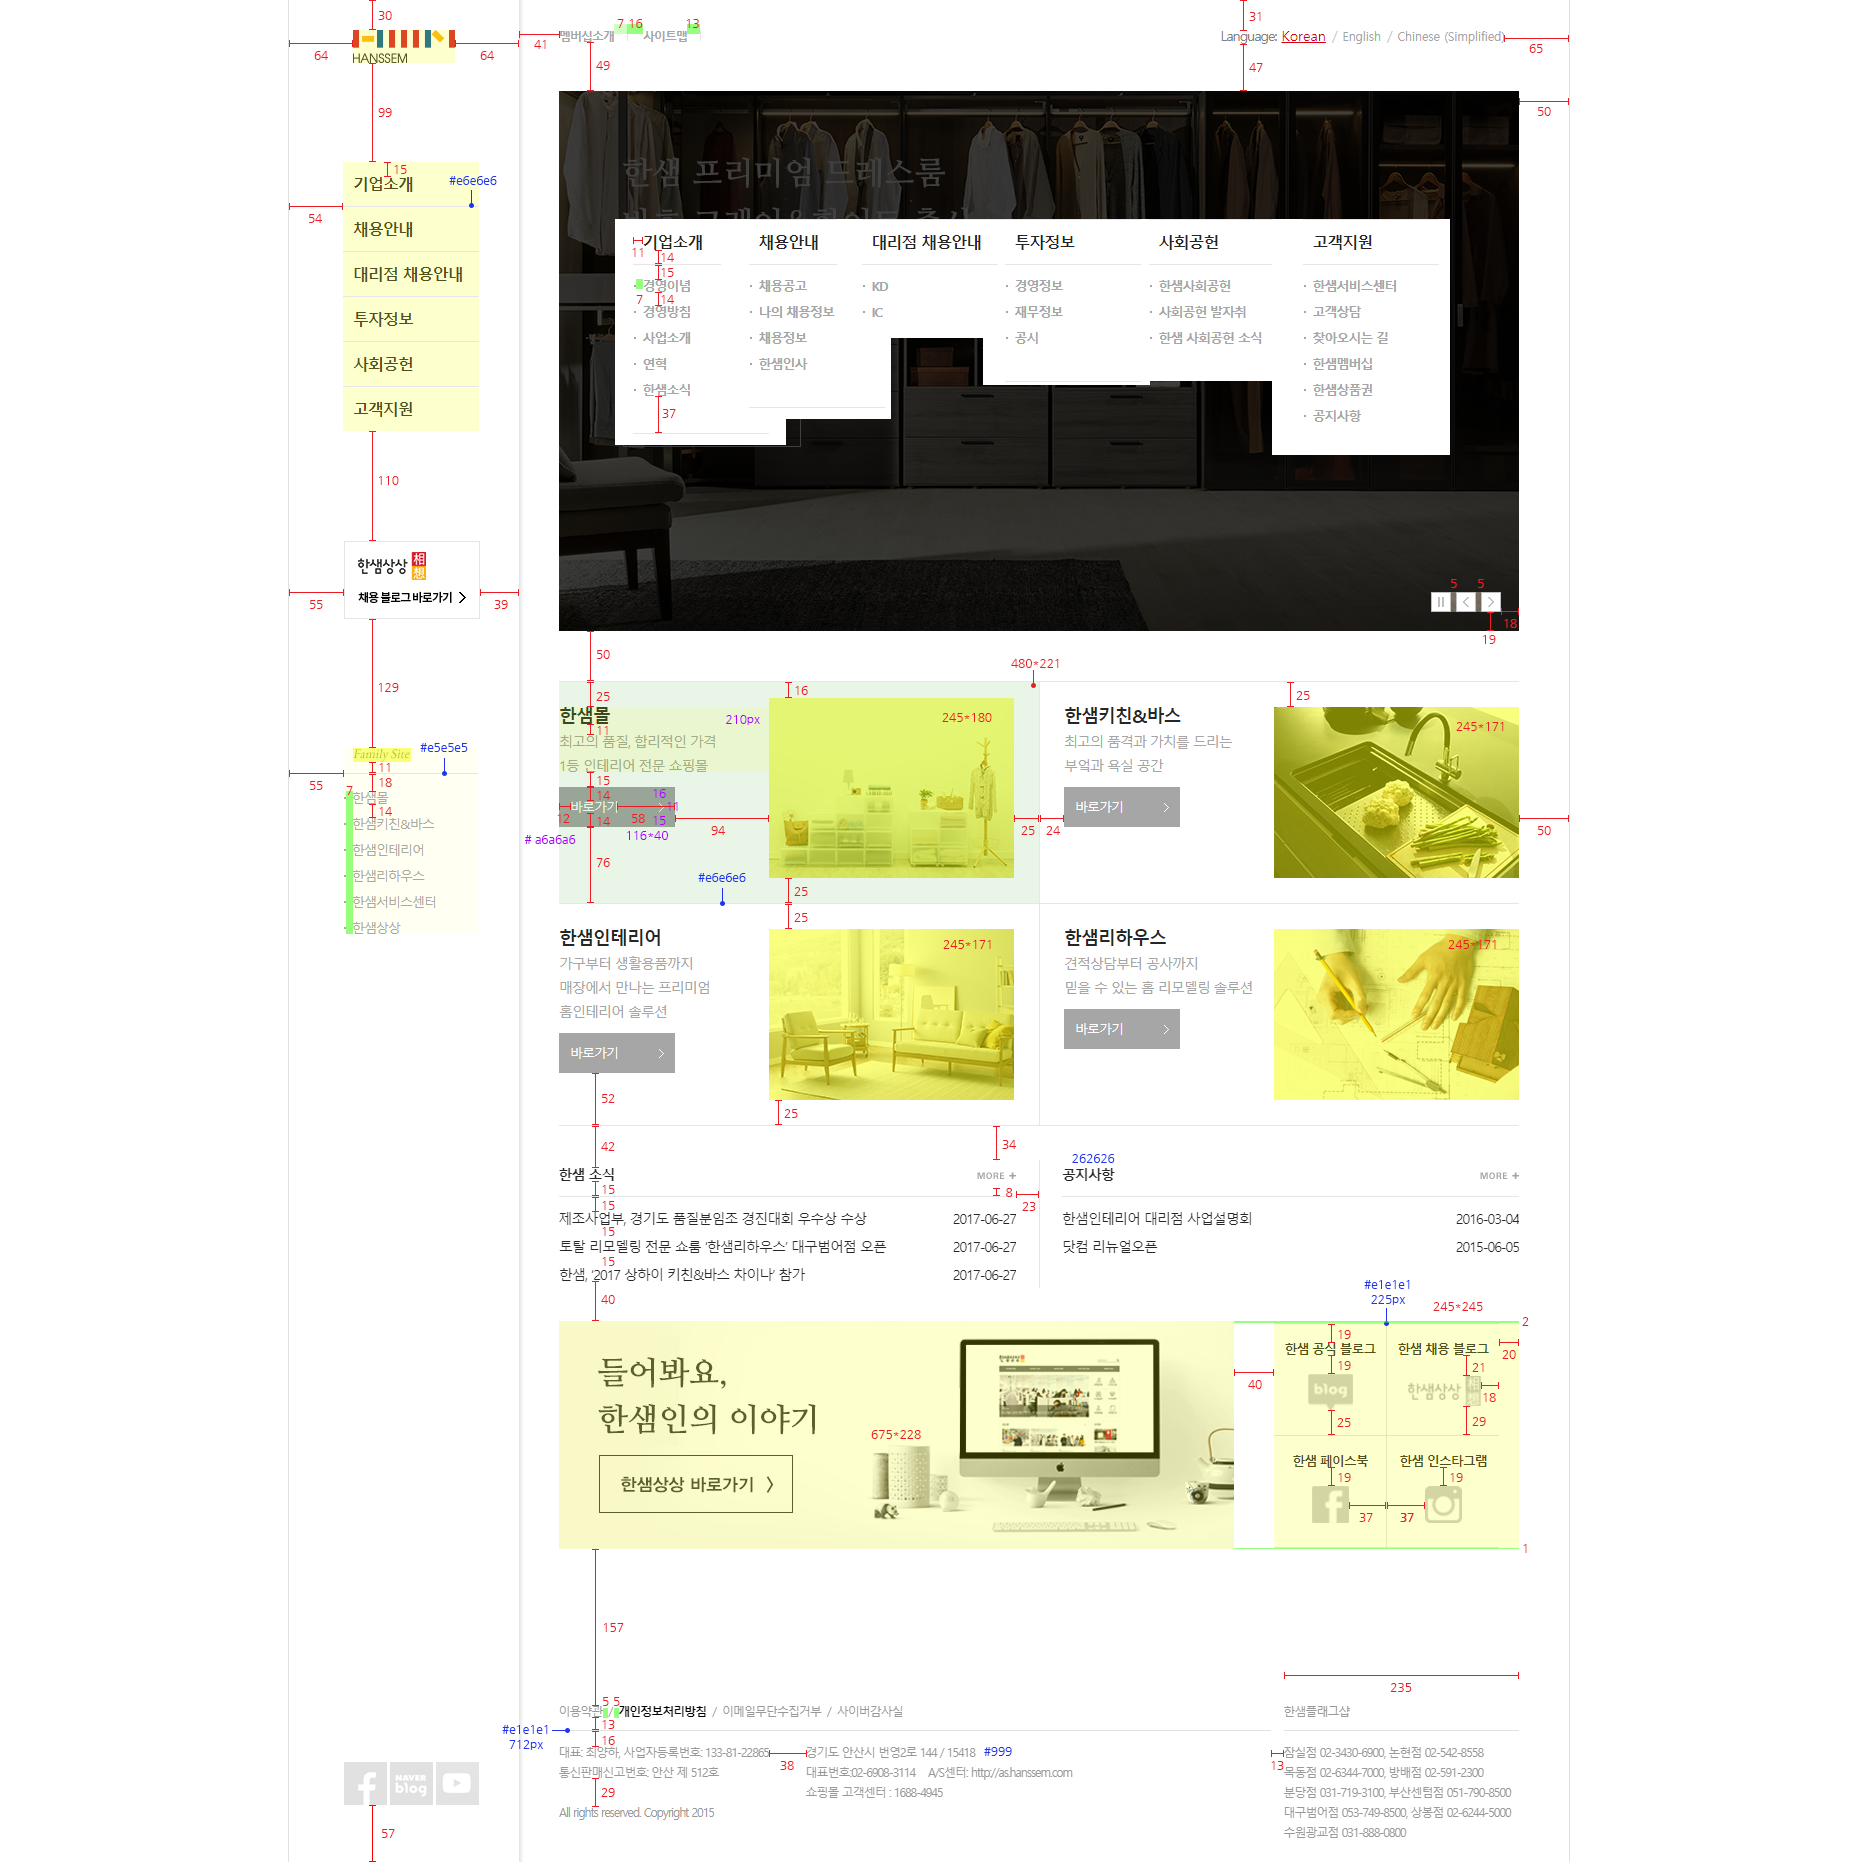 30
64
64
HANSSEM
99
15
#e6e6e6
54
기업소개
채용안내
대리점 채용안내
투자정보
사회공헌
고객지원
110
한샘상상 相想
채용 블로그 바로가기
55
39
129
Family Site
#e5e5e5
11
55
18
7
14
한샘몰
한샘키친&바스
한샘인테리어
한샘리하우스
한샘서비스센터
한샘상상
NAVER
blog
57
41
7 16 13
멤버십소개
사이트맵
49
31
Language: Korean / English / Chinese (Simplified)
65
47
50
한샘 프리미엄 드레스룸
기업소개
11
14
15
7
14
경영이념
경영방침
사업소개
연혁
한샘소식
37
채용안내
채용공고
나의 채용정보
채용정보
한샘인사
대리점 채용안내
KD
IC
투자정보
경영정보
재무정보
공시
사회공헌
한샘사회공헌
사회공헌 발자취
한샘 사회공헌 소식
고객지원
한샘서비스센터
고객상담
찾아오시는 길
한샘멤버십
한샘상품권
공지사항
5 5
18
19
50
480*221
25
16
한샘몰
210px
245*180
11
최고의 품질, 합리적인 가격
1등 인테리어 전문 쇼핑몰
15
14
바로가기
16
11
12
58
14
15
94
# a6a6a6
116*40
76
#e6e6e6
25
25
24
25
한샘키친&바스
245*171
최고의 품격과 가치를 드리는
부엌과 욕실 공간
바로가기
50
25
한샘인테리어
245*171
가구부터 생활용품까지
매장에서 만나는 프리미엄
홈인테리어 솔루션
바로가기
52
25
한샘리하우스
245*171
견적상담부터 공사까지
믿을 수 있는 홈 리모델링 솔루션
바로가기
42
34
한샘 소식
MORE +
15
8
23
15
제조사업부, 경기도 품질분임조 경진대회 우수상 수상 2017-06-27
15
토탈 리모델링 전문 쇼룸 ‘한샘리하우스’ 대구범어점 오픈 2017-06-27
15
한샘, ‘2017 상하이 키친&바스 차이나’ 참가 2017-06-27
40
262626
공지사항
MORE +
한샘인테리어 대리점 사업설명회 2016-03-04
닷컴 리뉴얼오픈 2015-06-05
들어봐요,
한샘인의 이야기
한샘상상 바로가기
675*228
#e1e1e1
225px
245*245
2
40
19
한샘 공식 블로그
19
blog
25
한샘 채용 블로그
20
21
한샘상상
18
29
한샘 페이스북
19
37
한샘 인스타그램
19
37
1
157
235
5 5
이용약관 / 개인정보처리방침 / 이메일무단수집거부 / 사이버감사실
13
#e1e1e1
712px
16
대표: 최양하, 사업자등록번호: 133-81-22865
통신판매신고번호: 안산 제 512호
29
All rights reserved. Copyright 2015
38
경기도 안산시 번영2로 144 / 15418
#999
대표번호:02-6908-3114 A/S센터: http://as.hanssem.com
쇼핑몰 고객센터 : 1688-4945
13
한샘플래그샵
잠실점 02-3430-6900, 논현점 02-542-8558
목동점 02-6344-7000, 방배점 02-591-2300
분당점 031-719-3100, 부산센텀점 051-790-8500
대구범어점 053-749-8500, 상봉점 02-6244-5000
수원광교점 031-888-0800